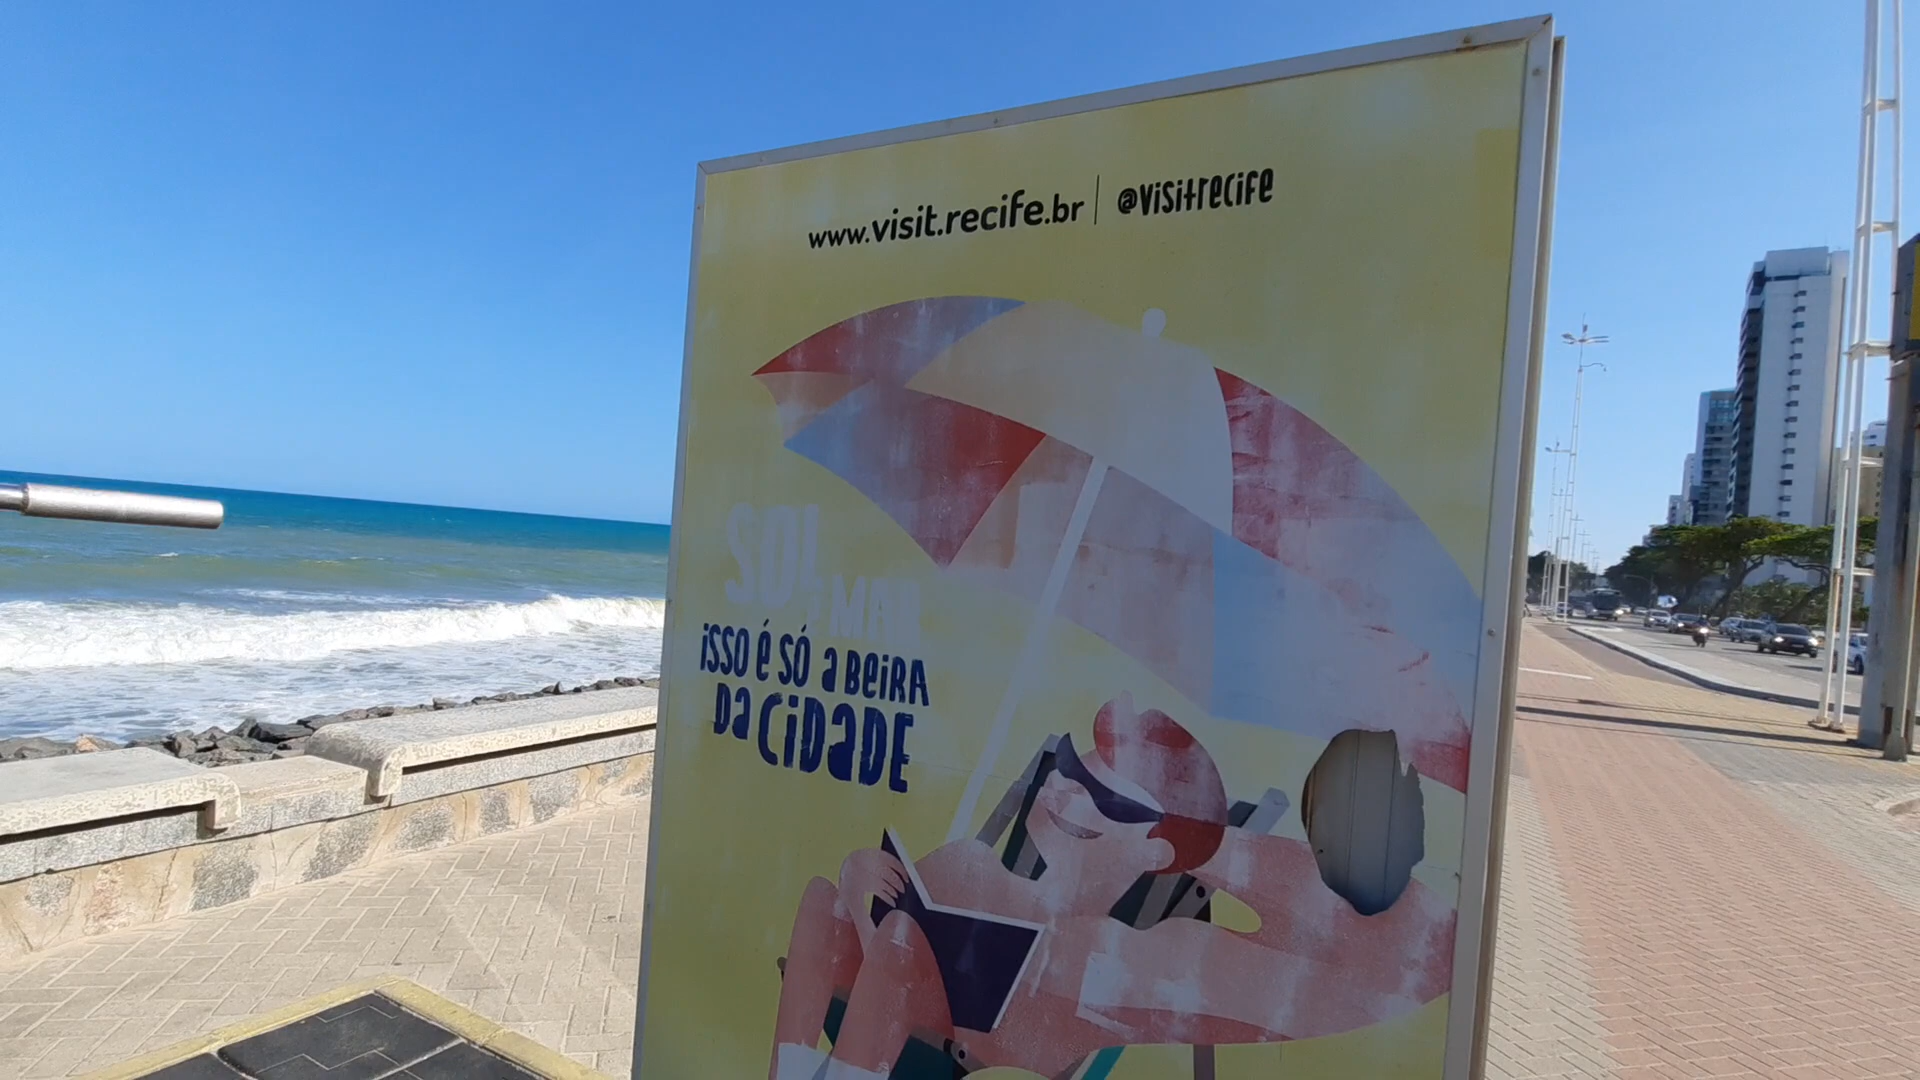 www.visit.recife.br | @visitrecife
SOL,
MAR,
isso é só a BeiRA
Da CiDaDE